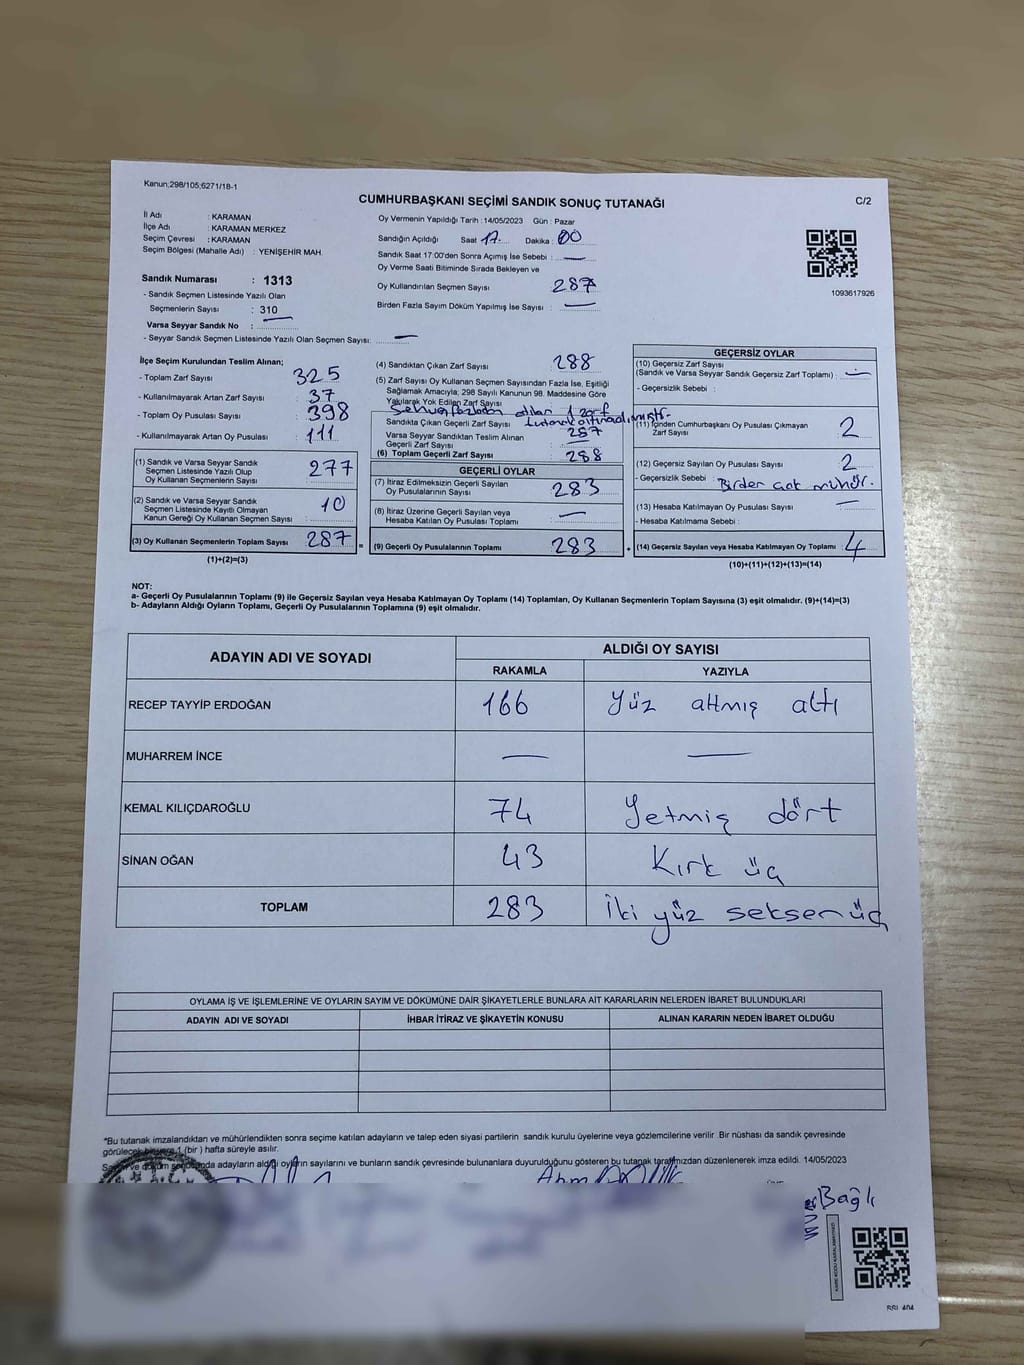 Kanun;298/105;6271/18-1
CUMHURBAŞKANI SEÇİMİ SANDIK SONUÇ TUTANAĞI
C/2
İl Adı : KARAMAN
İlçe Adı : KARAMAN MERKEZ
Seçim Çevresi : KARAMAN
Seçim Bölgesi (Mahalle Adı) : YENİŞEHİR MAH.
Sandık Numarası : 1313
- Sandık Seçmen Listesinde Yazılı Olan
Seçmenlerin Sayısı : 310
Varsa Seyyar Sandık No :
- Seyyar Sandık Seçmen Listesinde Yazılı Olan Seçmen Sayısı: —
Oy Vermenin Yapıldığı Tarih :14/05/2023 Gün : Pazar
Sandığın Açıldığı Saat 17 Dakika : 00
Sandık Saat 17:00'den Sonra Açımış İse Sebebi : —
Oy Verme Saati Bitiminde Sırada Bekleyen ve
Oy Kullandırılan Seçmen Sayısı 287
Birden Fazla Sayım Döküm Yapılmış İse Sayısı : —
1093617926
İlçe Seçim Kurulundan Teslim Alınan;
- Toplam Zarf Sayısı 325
- Kullanılmayarak Artan Zarf Sayısı : 37
- Toplam Oy Pusulası Sayısı : 398
- Kullanılmayarak Artan Oy Pusulası : 111
(1) Sandık ve Varsa Seyyar Sandık
Seçmen Listesinde Yazılı Olup
Oy Kullanan Seçmenlerin Sayısı 277
(2) Sandık ve Varsa Seyyar Sandık
Seçmen Listesinde Kayıtlı Olmayan
Kanun Gereği Oy Kullanan Seçmen Sayısı 10
(3) Oy Kullanan Seçmenlerin Toplam Sayısı 287 =
(1)+(2)=(3)
(4) Sandıktan Çıkan Zarf Sayısı 288
(5) Zarf Sayısı Oy Kullanan Seçmen Sayısından Fazla İse, Eşitliği
Sağlamak Amacıyla; 298 Sayılı Kanunun 98. Maddesine Göre
Yakılarak Yok Edilen Zarf Sayısı
1 zarf
Sandıkta Çıkan Geçerli Zarf Sayısı
287
Varsa Seyyar Sandıktan Teslim Alınan
Geçerli Zarf Sayısı
(6) Toplam Geçerli Zarf Sayısı 288
GEÇERLİ OYLAR
(7) İtiraz Edilmeksizin Geçerli Sayılan
Oy Pusulalarının Sayısı 283
(8) İtiraz Üzerine Geçerli Sayılan veya
Hesaba Katılan Oy Pusulası Toplamı —
(9) Geçerli Oy Pusulalarının Toplamı 283 +
GEÇERSİZ OYLAR
(10) Geçersiz Zarf Sayısı
(Sandık ve Varsa Seyyar Sandık Geçersiz Zarf Toplamı) : —
- Geçersizlik Sebebi :
(11) İçinden Cumhurbaşkanı Oy Pusulası Çıkmayan
Zarf Sayısı 2
(12) Geçersiz Sayılan Oy Pusulası Sayısı 2
- Geçersizlik Sebebi : Birder çok mühür.
(13) Hesaba Katılmayan Oy Pusulası Sayısı —
- Hesaba Katılmama Sebebi :
(14) Geçersiz Sayılan veya Hesaba Katılmayan Oy Toplamı 4
(10)+(11)+(12)+(13)=(14)
NOT:
a- Geçerli Oy Pusulalarının Toplamı (9) ile Geçersiz Sayılan veya Hesaba Katılmayan Oy Toplamı (14) Toplamları, Oy Kullanan Seçmenlerin Toplam Sayısına (3) eşit olmalıdır. (9)+(14)=(3)
b- Adayların Aldığı Oyların Toplamı, Geçerli Oy Pusulalarının Toplamına (9) eşit olmalıdır.
ADAYIN ADI VE SOYADI ALDIĞI OY SAYISI
RAKAMLA YAZIYLA
RECEP TAYYİP ERDOĞAN 166 Yüz altmış altı
MUHARREM İNCE — —
KEMAL KILIÇDAROĞLU 74 Yetmiş dört
SİNAN OĞAN 43 Kırk üç
TOPLAM 283 İki yüz seksen üç
OYLAMA İŞ VE İŞLEMLERİNE VE OYLARIN SAYIM VE DÖKÜMÜNE DAİR ŞİKAYETLERLE BUNLARA AİT KARARLARIN NELERDEN İBARET BULUNDUKLARI
ADAYIN ADI VE SOYADI İHBAR İTİRAZ VE ŞİKAYETİN KONUSU ALINAN KARARIN NEDEN İBARET OLDUĞU
*Bu tutanak imzalandıktan ve mühürlendikten sonra seçime katılan adayların ve talep eden siyasi partilerin sandık kurulu üyelerine veya gözlemcilerine verilir .Bir nüshası da sandık çevresinde
görülecek bir yere 1 (bir ) hafta süreyle asılır.
Sayım ve döküm sonucunda adayların aldığı oyların sayılarını ve bunların sandık çevresinde bulunanlara duyurulduğunu gösteren bu tutanak tarafımızdan düzenlenerek imza edildi. 14/05/2023
Bağlı